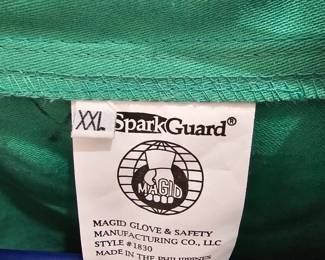 XXL
SparkGuard®
MAGID
MAGID GLOVE & SAFETY
MANUFACTURING CO., LLC
STYLE #1830
MADE IN THE PHILIPPINES